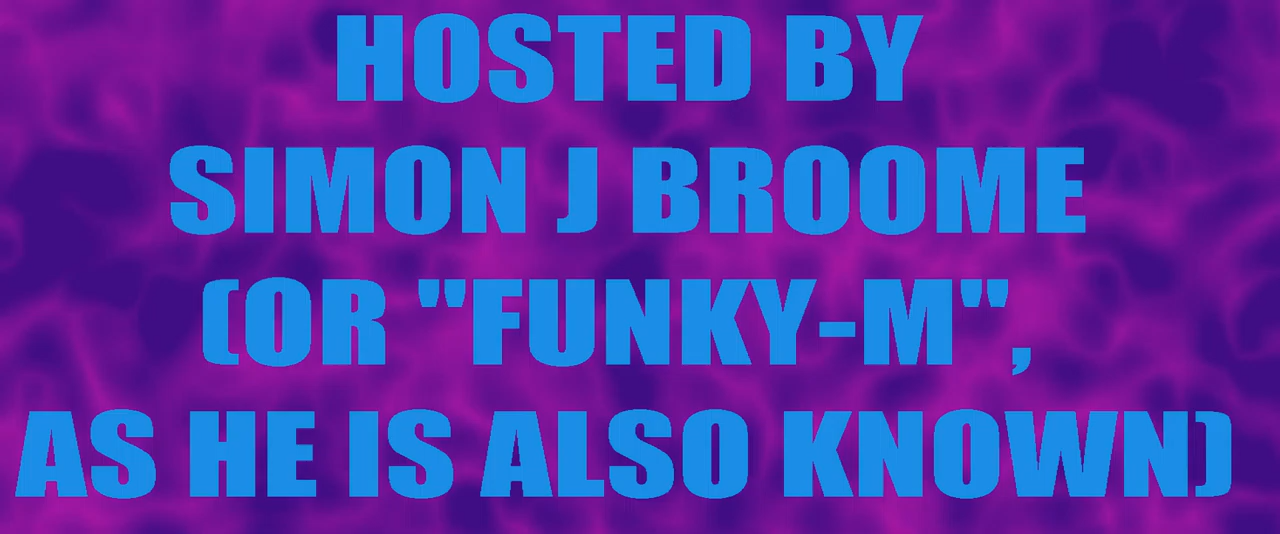 HOSTED BY
SIMON J BROOME
(OR "FUNKY-M",
AS HE IS ALSO KNOWN)